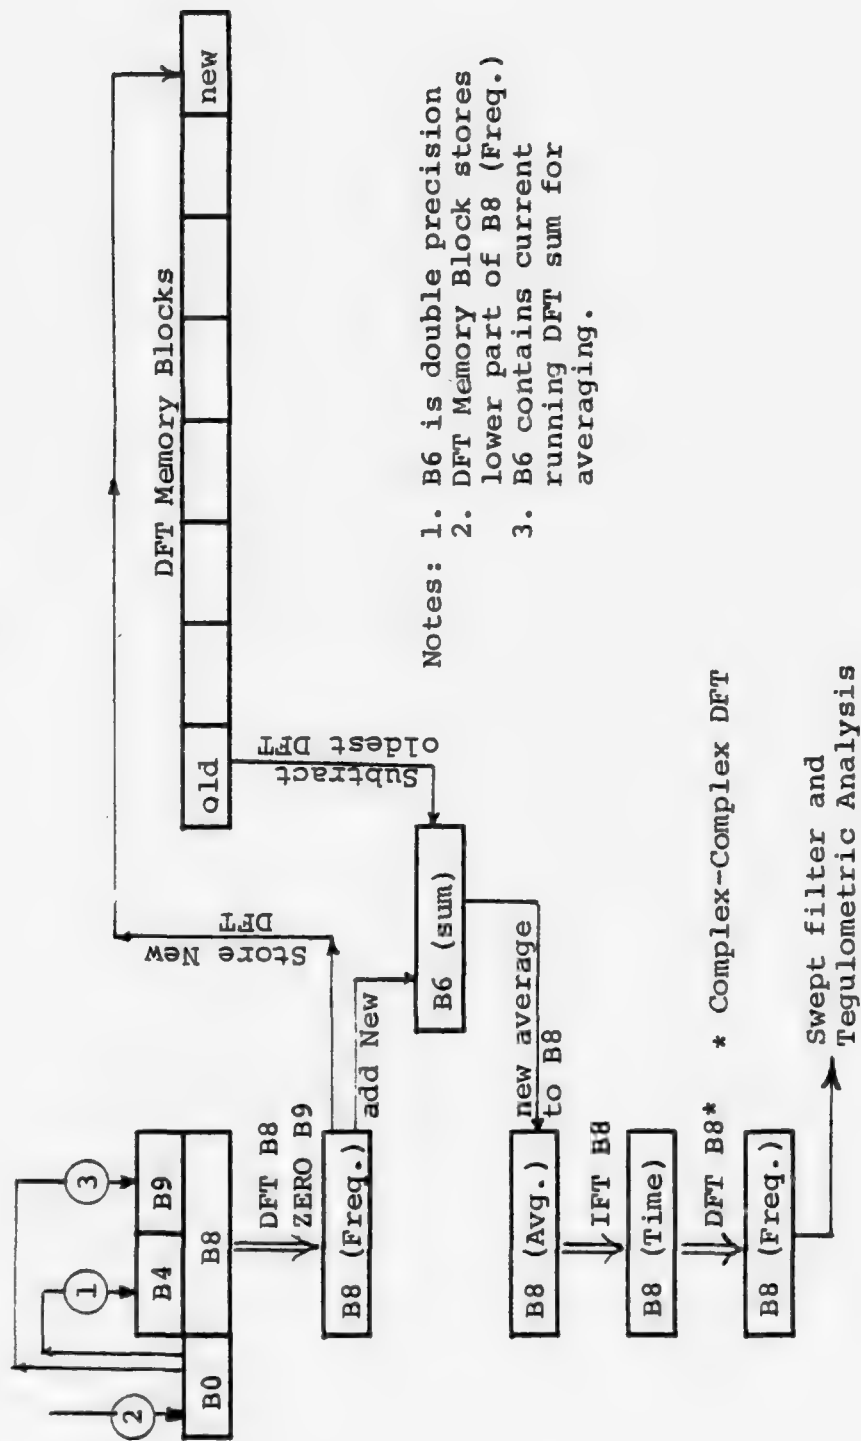 2
1
3
B0
B4
B9
B8
DFT B8
ZERO B9
B8 (Freq.)
Store New
DFT
add New
DFT Memory Blocks
old
new
Subtract
oldest DFT
B6 (sum)
new average
to B8
B8 (Avg.)
IFT B8
B8 (Time)
DFT B8*
* Complex-Complex DFT
B8 (Freq.)
Swept filter and
Tegulometric Analysis
Notes: 1. B6 is double precision
2. DFT Memory Block stores
lower part of B8 (Freq.)
3. B6 contains current
running DFT sum for
averaging.